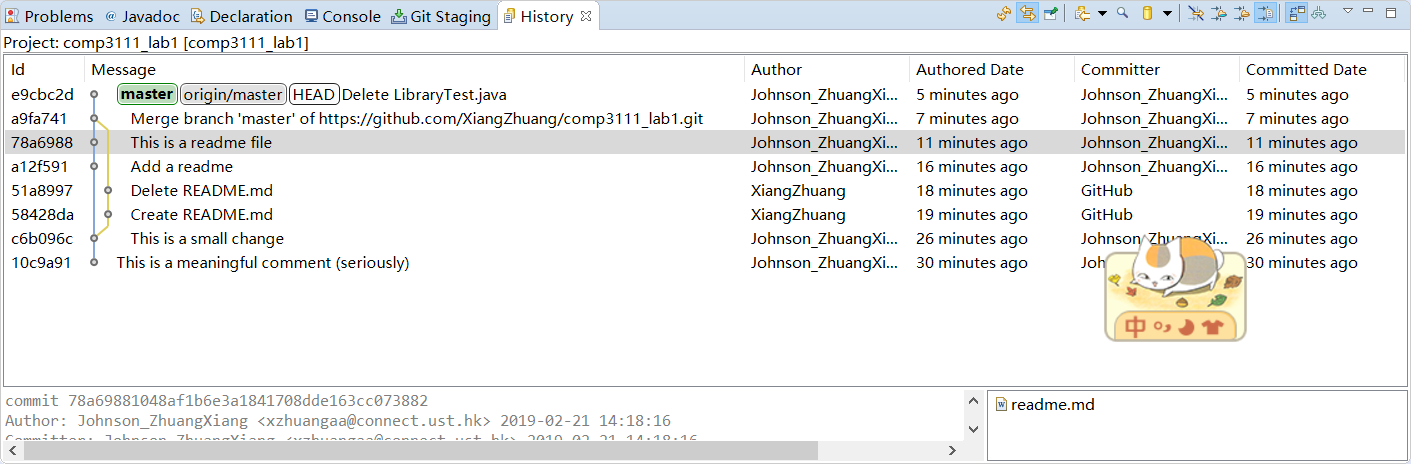 Problems @ Javadoc Declaration Console Git Staging History
Project: comp3111_lab1 [comp3111_lab1]
Id Message Author Authored Date Committer Committed Date
e9cbc2d master origin/master HEAD Delete LibraryTest.java Johnson_ZhuangXi... 5 minutes ago Johnson_ZhuangXi... 5 minutes ago
a9fa741 Merge branch 'master' of https://github.com/XiangZhuang/comp3111_lab1.git Johnson_ZhuangXi... 7 minutes ago Johnson_ZhuangXi... 7 minutes ago
78a6988 This is a readme file Johnson_ZhuangXi... 11 minutes ago Johnson_ZhuangXi... 11 minutes ago
a12f591 Add a readme Johnson_ZhuangXi... 16 minutes ago Johnson_ZhuangXi... 16 minutes ago
51a8997 Delete README.md XiangZhuang 18 minutes ago GitHub 18 minutes ago
58428da Create README.md XiangZhuang 19 minutes ago GitHub 19 minutes ago
c6b096c This is a small change Johnson_ZhuangXi... 26 minutes ago Johnson_ZhuangXi... 26 minutes ago
10c9a91 This is a meaningful comment (seriously) Johnson_ZhuangXi... 30 minutes ago 30 minutes ago
中
commit 78a69881048af1b6e3a1841708dde163cc073882
Author: Johnson_ZhuangXiang <xzhuangaa@connect.ust.hk> 2019-02-21 14:18:16
Committer: Johnson_ZhuangXiang <xzhuangaa@connect.ust.hk> 2019-02-21 14:18:16
readme.md